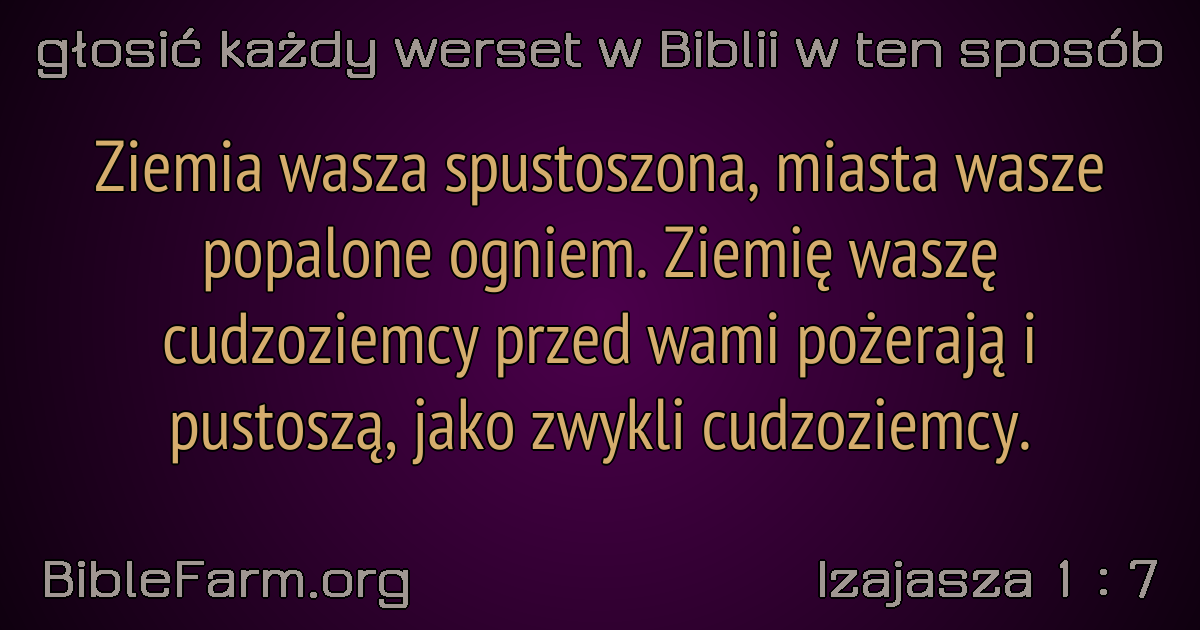 głosić każdy werset w Biblii w ten sposób
Ziemia wasza spustoszona, miasta wasze
popalone ogniem. Ziemię waszę
cudzoziemcy przed wami pożerają i
pustoszą, jako zwykli cudzoziemcy.
BibleFarm.org
Izajasza 1 : 7